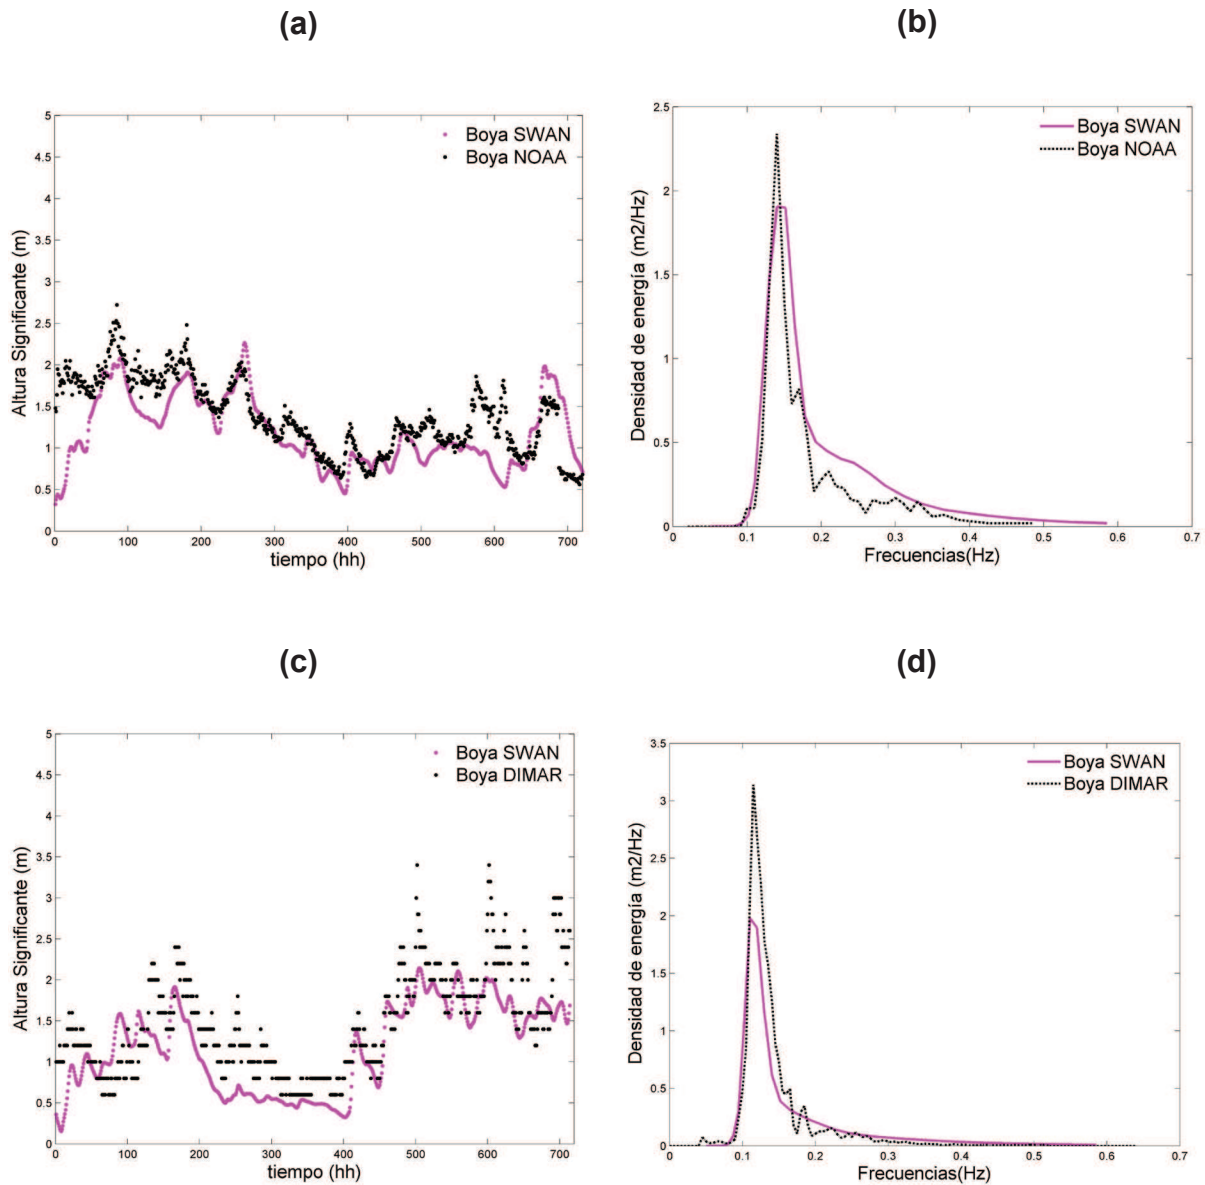 (a)
(b)
Altura Significante (m)
5
4.5
4
3.5
3
2.5
2
1.5
1
0.5
0
Boya SWAN
Boya NOAA
0 100 200 300 400 500 600 700
tiempo (hh)
Densidad de energía (m2/Hz)
2.5
2
1.5
1
0.5
0
Boya SWAN
Boya NOAA
0 0.1 0.2 0.3 0.4 0.5 0.6 0.7
Frecuencias(Hz)
(c)
(d)
Altura Significante (m)
5
4.5
4
3.5
3
2.5
2
1.5
1
0.5
0
Boya SWAN
Boya DIMAR
0 100 200 300 400 500 600 700
tiempo (hh)
Densidad de energía (m2/Hz)
3.5
3
2.5
2
1.5
1
0.5
0
Boya SWAN
Boya DIMAR
0 0.1 0.2 0.3 0.4 0.5 0.6 0.7
Frecuencias(Hz)